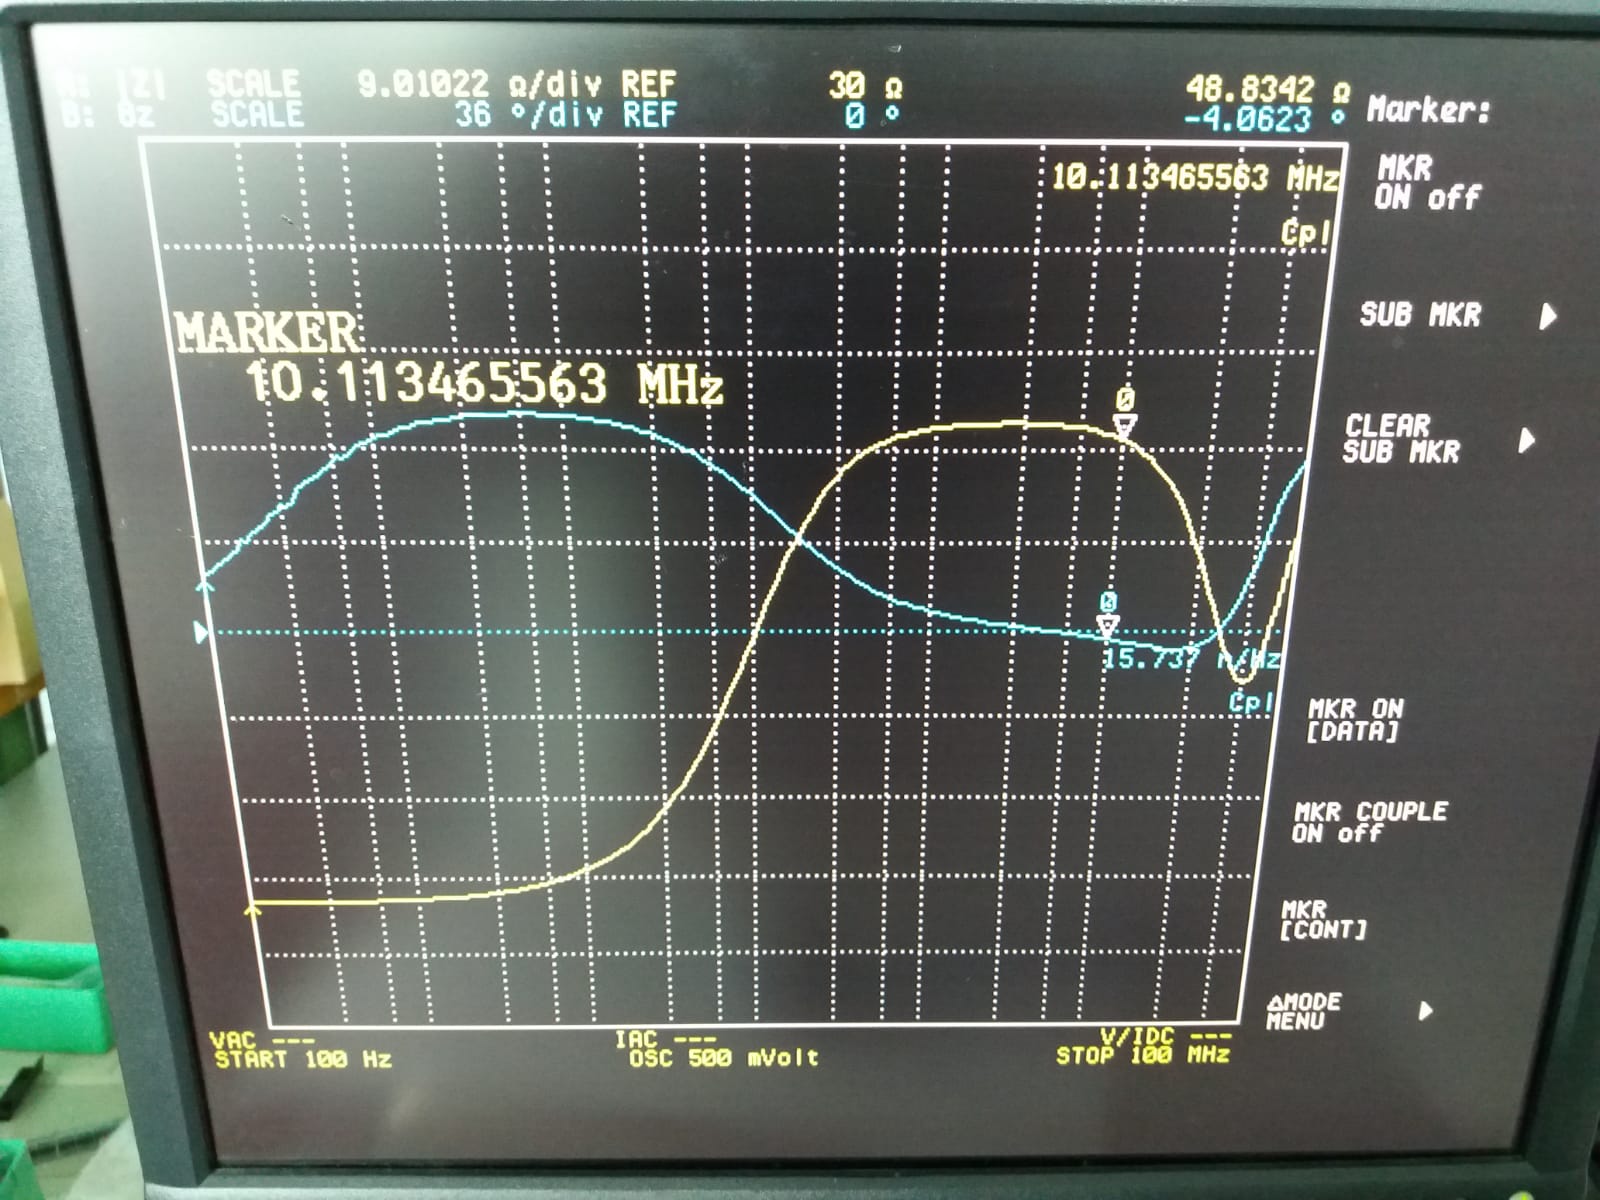 A: |Z| SCALE 9.01022 Ω/div REF 30 Ω 48.8342 Ω
B: θz SCALE 36 °/div REF 0 ° -4.0623 °
Marker:
10.113465563 MHz
MKR
ON off
Cpl
SUB MKR
MARKER
10.113465563 MHz
0
CLEAR
SUB MKR
0
15.737 n/Hz
Cpl
MKR ON
[DATA]
MKR COUPLE
ON off
MKR
[CONT]
ΔMODE
MENU
VAC --- IAC --- V/IDC ---
START 100 Hz OSC 500 mVolt STOP 100 MHz